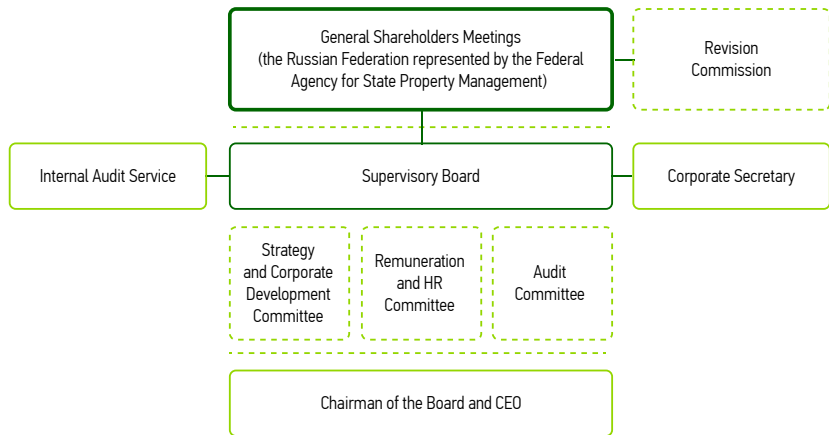 General Shareholders Meetings
(the Russian Federation represented by the Federal
Agency for State Property Management)
Revision
Commission
Internal Audit Service
Supervisory Board
Corporate Secretary
Strategy
and Corporate
Development
Committee
Remuneration
and HR
Committee
Audit
Committee
Chairman of the Board and CEO